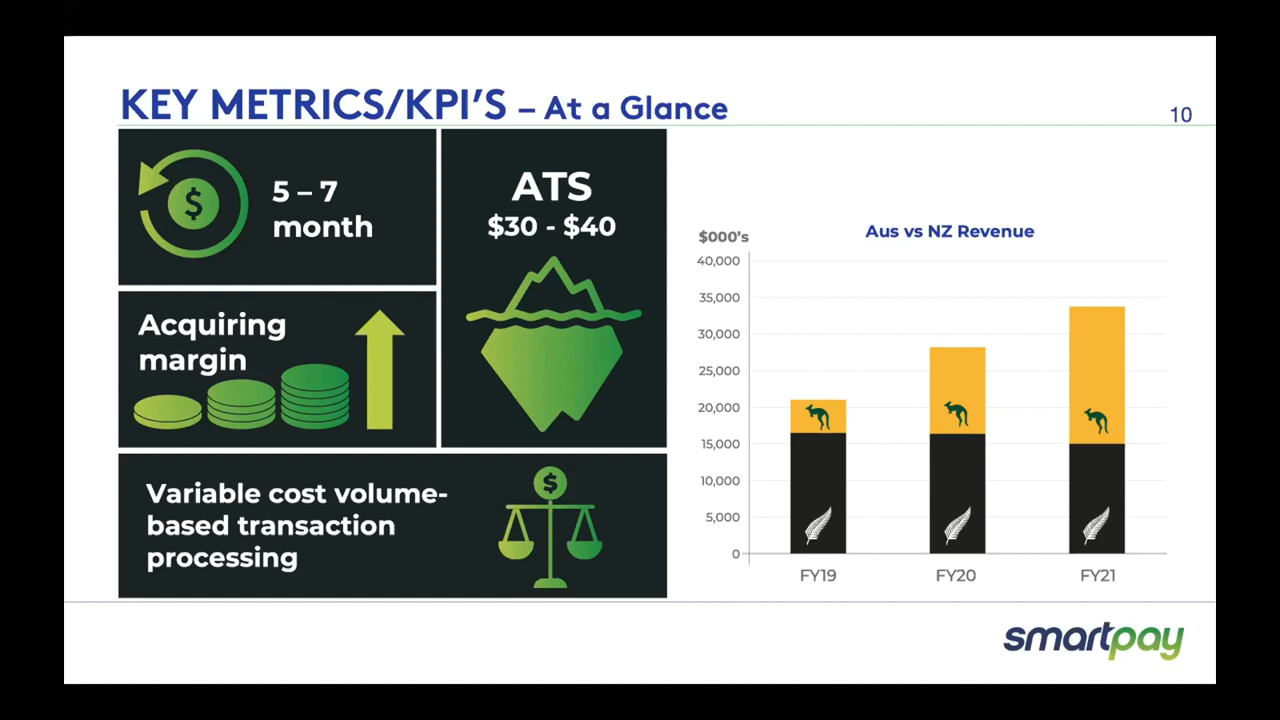 KEY METRICS/KPI'S – At a Glance
10
5 – 7
month
ATS
$30 - $40
Acquiring
margin
Variable cost volume-
based transaction
processing
$
$
Aus vs NZ Revenue
$000's
40,000
35,000
30,000
25,000
20,000
15,000
10,000
5,000
0
FY19
FY20
FY21
smartpay